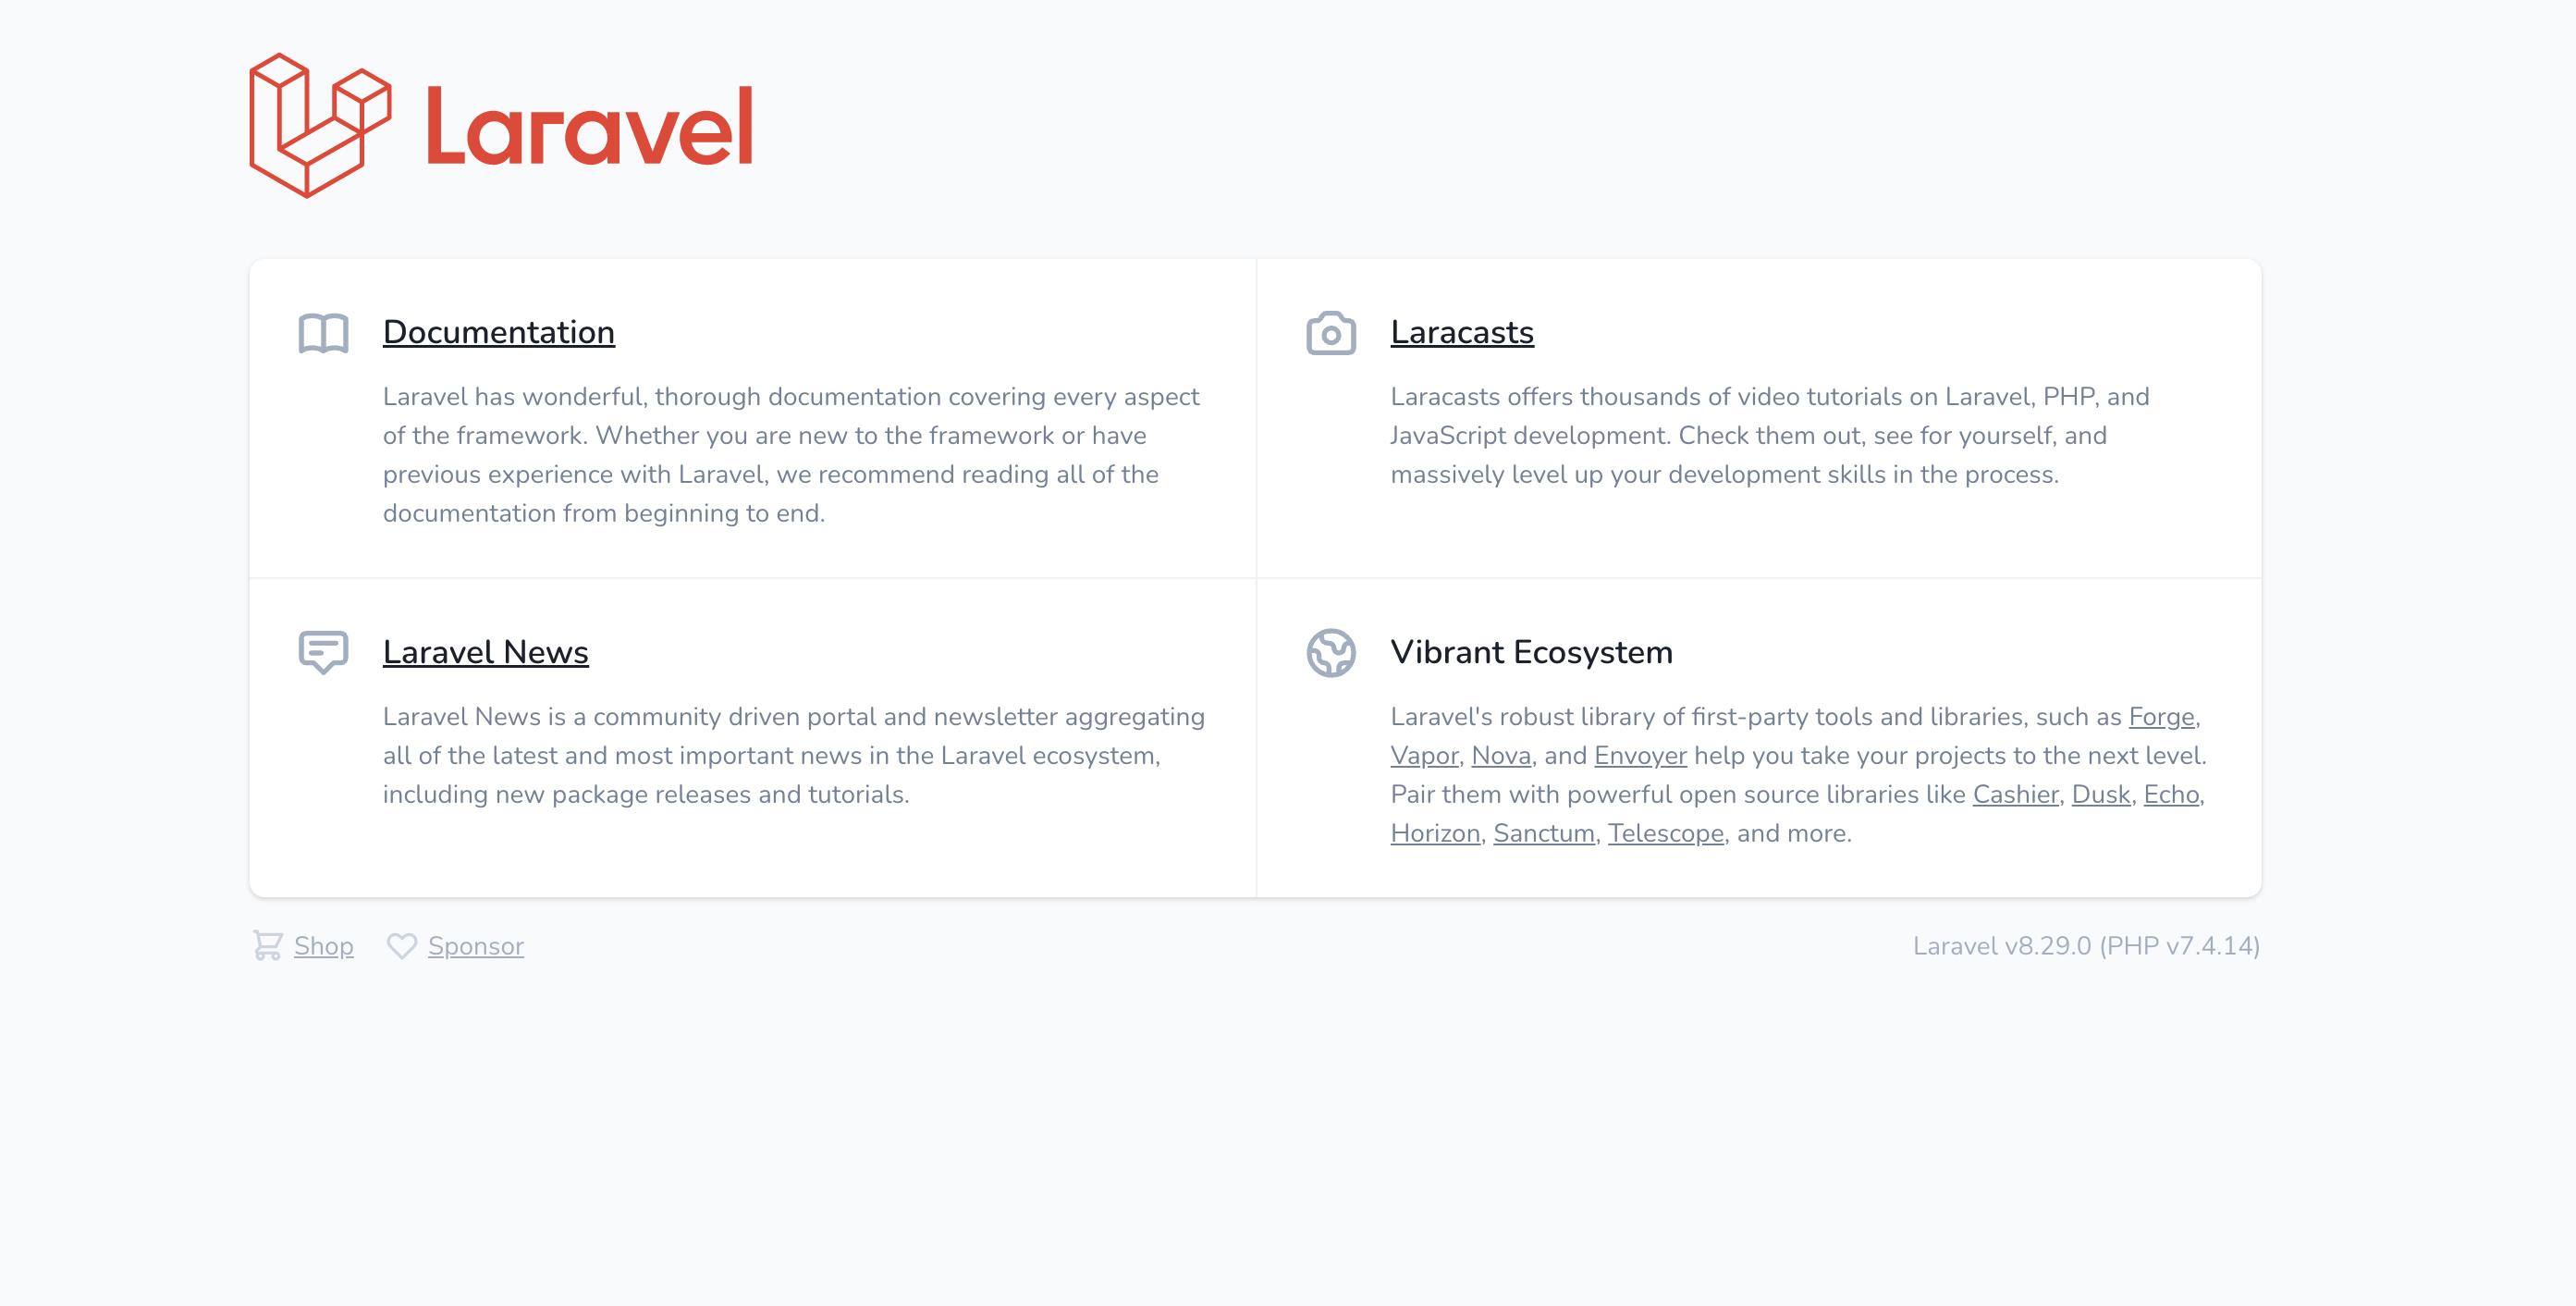 Laravel
Documentation
Laravel has wonderful, thorough documentation covering every aspect
of the framework. Whether you are new to the framework or have
previous experience with Laravel, we recommend reading all of the
documentation from beginning to end.
Laracasts
Laracasts offers thousands of video tutorials on Laravel, PHP, and
JavaScript development. Check them out, see for yourself, and
massively level up your development skills in the process.
Laravel News
Laravel News is a community driven portal and newsletter aggregating
all of the latest and most important news in the Laravel ecosystem,
including new package releases and tutorials.
Vibrant Ecosystem
Laravel's robust library of first-party tools and libraries, such as Forge,
Vapor, Nova, and Envoyer help you take your projects to the next level.
Pair them with powerful open source libraries like Cashier, Dusk, Echo,
Horizon, Sanctum, Telescope, and more.
Shop Sponsor
Laravel v8.29.0 (PHP v7.4.14)